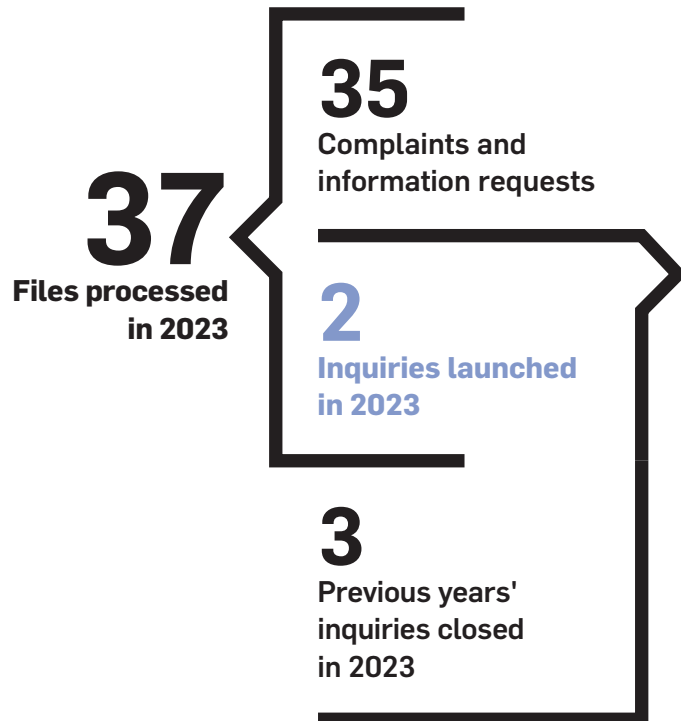 37
Files processed
in 2023
35
Complaints and
information requests
2
Inquiries launched
in 2023
3
Previous years'
inquiries closed
in 2023